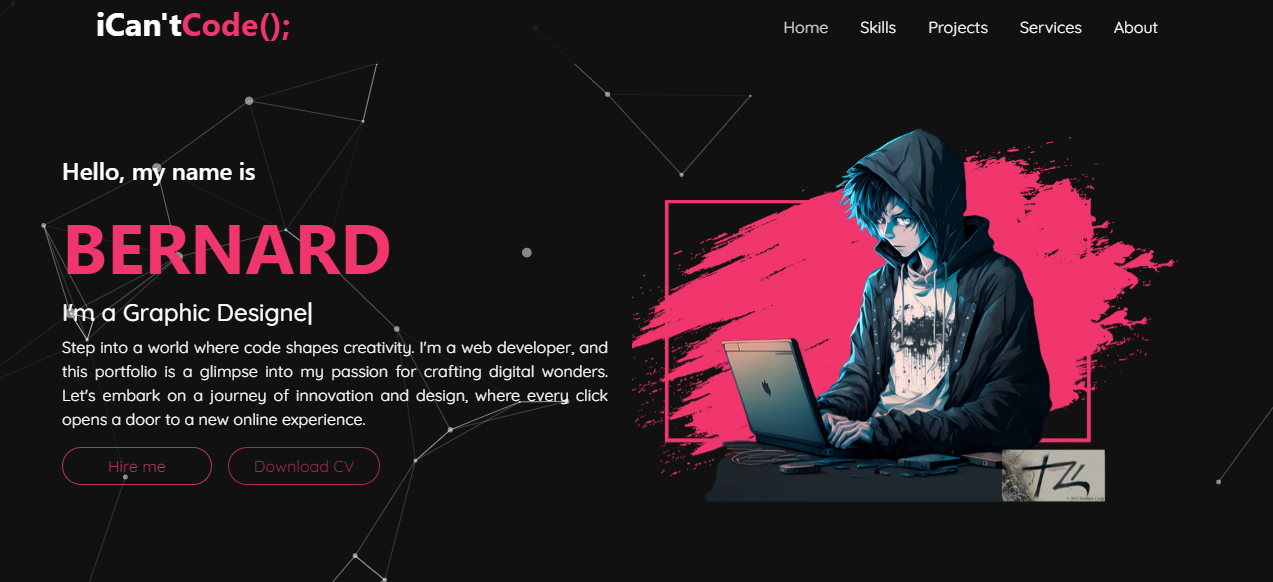 iCan'tCode();
Home Skills Projects Services About
Hello, my name is
BERNARD
I'm a Graphic Designe|
Step into a world where code shapes creativity. I'm a web developer, and
this portfolio is a glimpse into my passion for crafting digital wonders.
Let's embark on a journey of innovation and design, where every click
opens a door to a new online experience.
Hire me Download CV